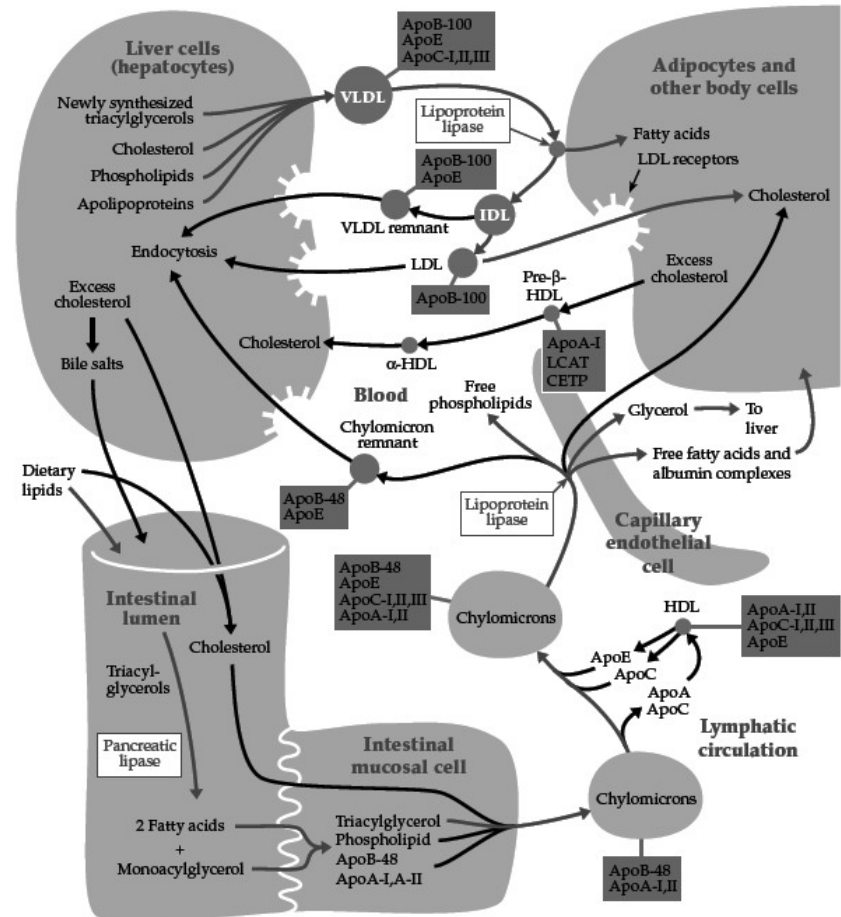 ApoB-100
ApoE
ApoC-I,II,III
Liver cells
(hepatocytes)
Adipocytes and
other body cells
VLDL
Newly synthesized
triacylglycerols
Lipoprotein
lipase
Fatty acids
Cholesterol
LDL receptors
ApoB-100
ApoE
Phospholipids
Cholesterol
Apolipoproteins
IDL
VLDL remnant
Endocytosis
LDL
Excess
cholesterol
Pre-β-
HDL
ApoB-100
Excess
cholesterol
Cholesterol
α-HDL
ApoA-I
LCAT
CETP
Bile salts
Blood
Free
phospholipids
Glycerol
To
liver
Chylomicron
remnant
Free fatty acids and
albumin complexes
Dietary
lipids
ApoB-48
ApoE
Lipoprotein
lipase
Capillary
endothelial
cell
ApoB-48
ApoE
ApoC-I,II,III
ApoA-I,II
Intestinal
lumen
Chylomicrons
HDL
ApoA-I,II
ApoC-I,II,III
ApoE
Cholesterol
ApoE
ApoC
Triacyl-
glycerols
ApoA
ApoC
Lymphatic
circulation
Pancreatic
lipase
Intestinal
mucosal cell
Chylomicrons
2 Fatty acids
+
Monoacylglycerol
Triacylglycerol
Phospholipid
ApoB-48
ApoA-I,A-II
ApoB-48
ApoA-I,II